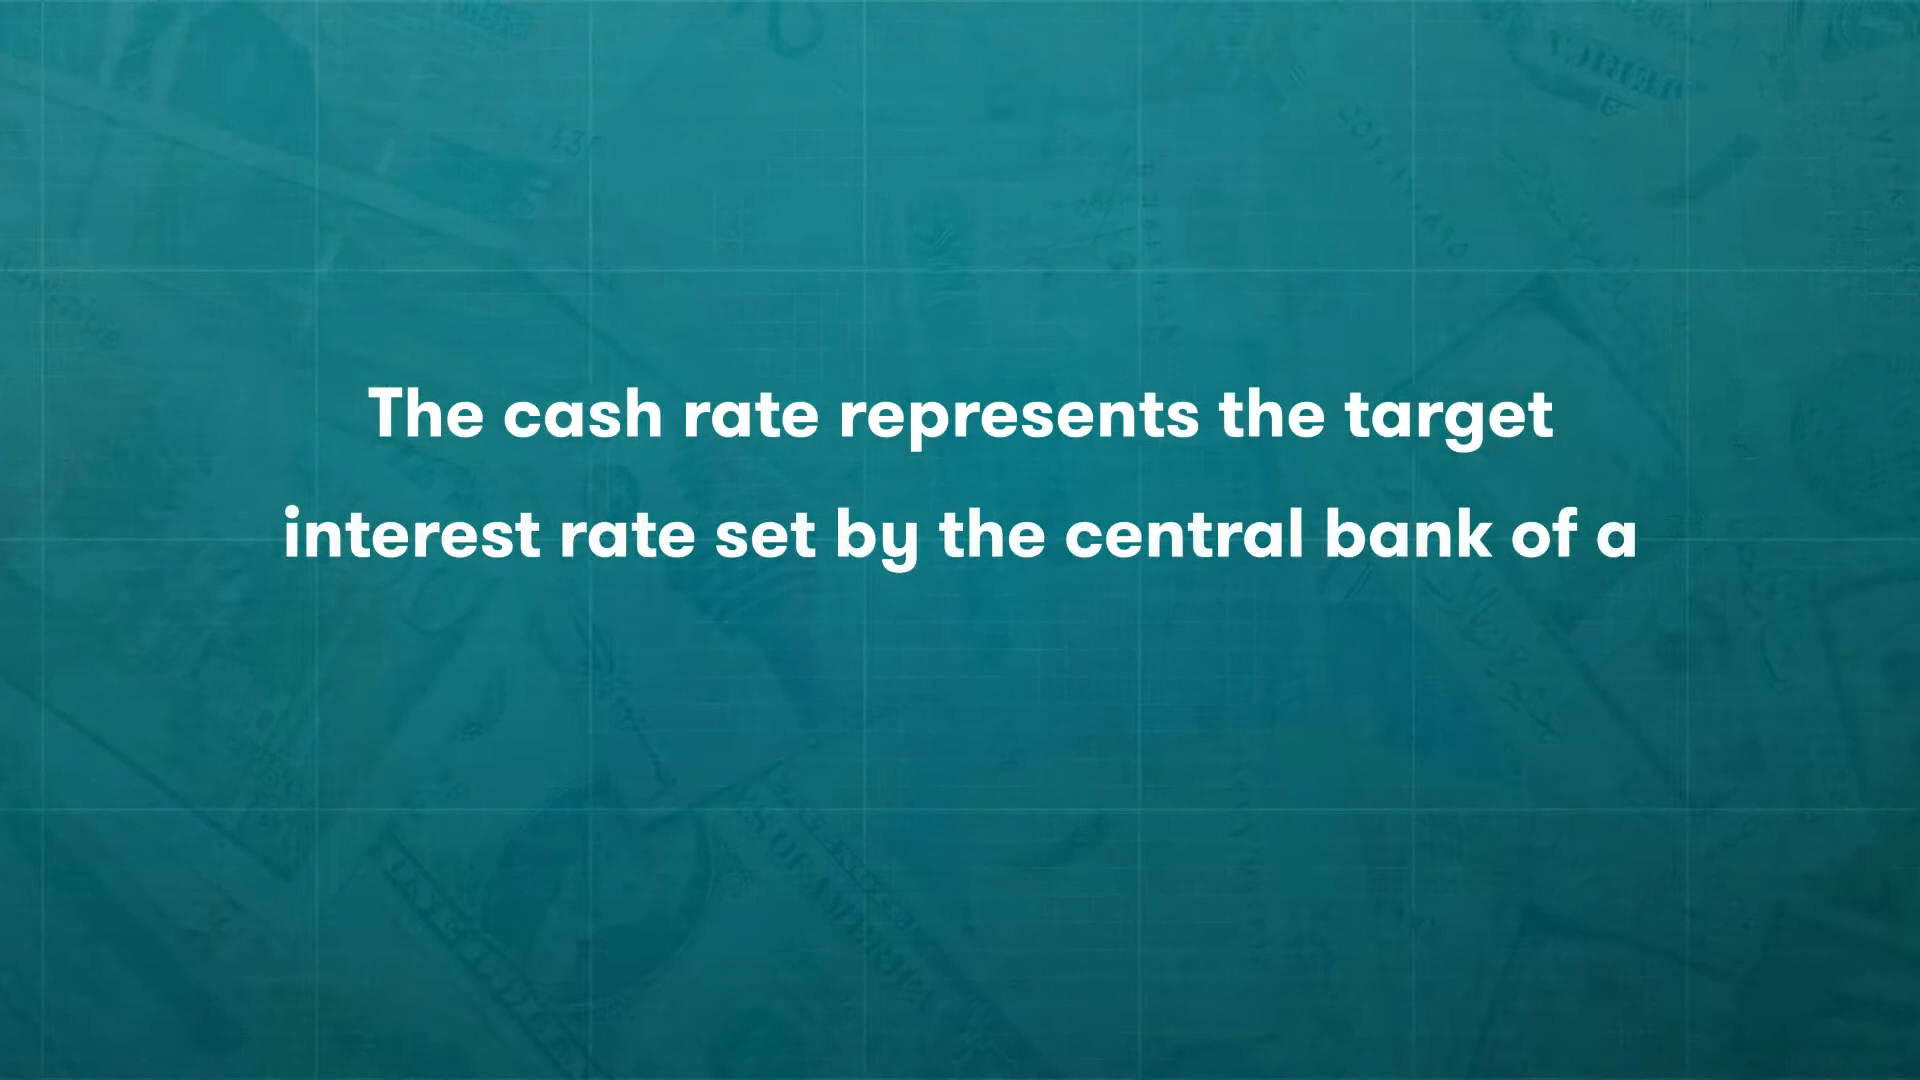 The cash rate represents the target
interest rate set by the central bank of a